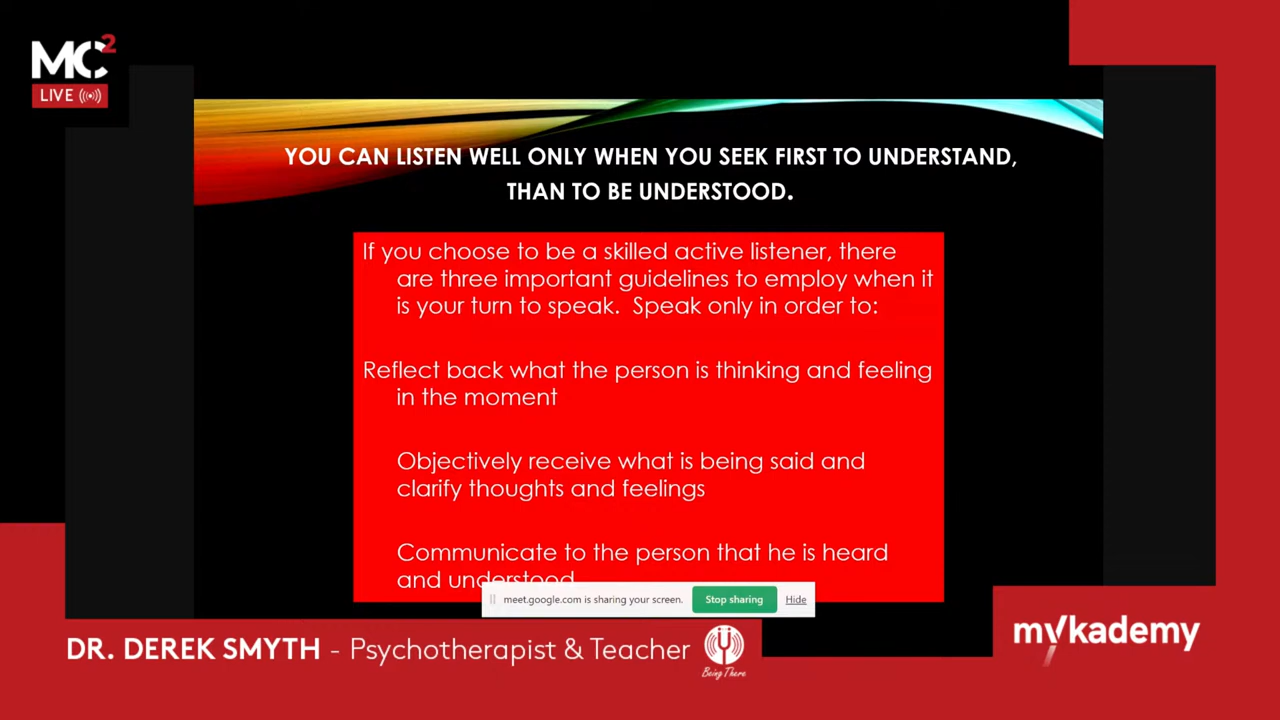 MC2
LIVE
YOU CAN LISTEN WELL ONLY WHEN YOU SEEK FIRST TO UNDERSTAND,
THAN TO BE UNDERSTOOD.
If you choose to be a skilled active listener, there
are three important guidelines to employ when it
is your turn to speak. Speak only in order to:
Reflect back what the person is thinking and feeling
in the moment
Objectively receive what is being said and
clarify thoughts and feelings
Communicate to the person that he is heard
and understood
meet.google.com is sharing your screen. Stop sharing Hide
DR. DEREK SMYTH - Psychotherapist & Teacher
Being There
mykademy